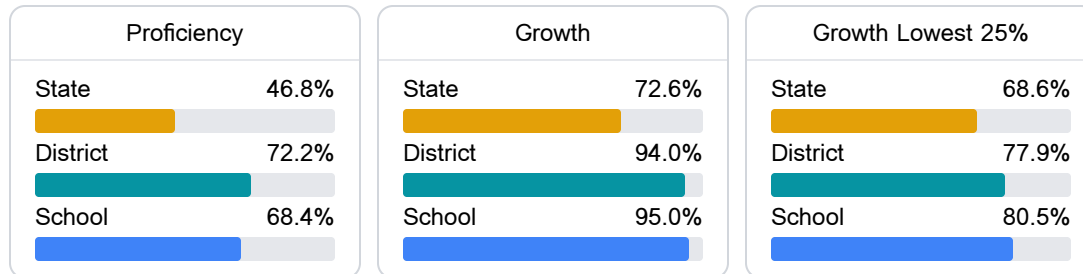 Proficiency
State 46.8%
District 72.2%
School 68.4%
Growth
State 72.6%
District 94.0%
School 95.0%
Growth Lowest 25%
State 68.6%
District 77.9%
School 80.5%